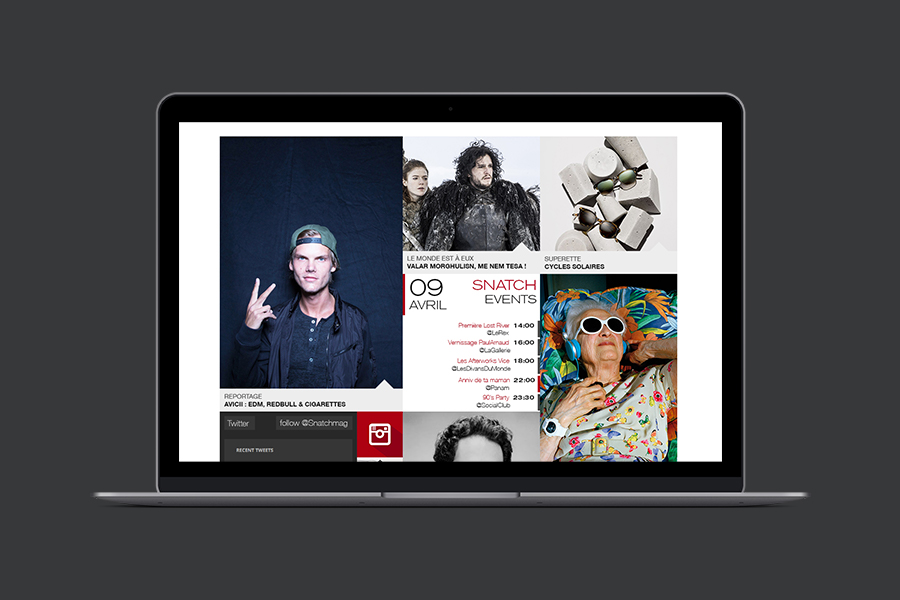 LE MONDE EST À EUX
VALAR MORGHULISN, ME NEM TESA !
SUPERETTE
CYCLES SOLAIRES
09
AVRIL
SNATCH
EVENTS
Première Lost River 14:00
@LeRex
Vernissage PaulArnaud 16:00
@LaGallerie
Les Afterworks Vice 18:00
@LesDivansDuMonde
Anniv de ta maman 22:00
@Panam
90's Party 23:30
@SocialClub
REPORTAGE
AVICII : EDM, REDBULL & CIGARETTES
Twitter
follow @Snatchmag
RECENT TWEETS